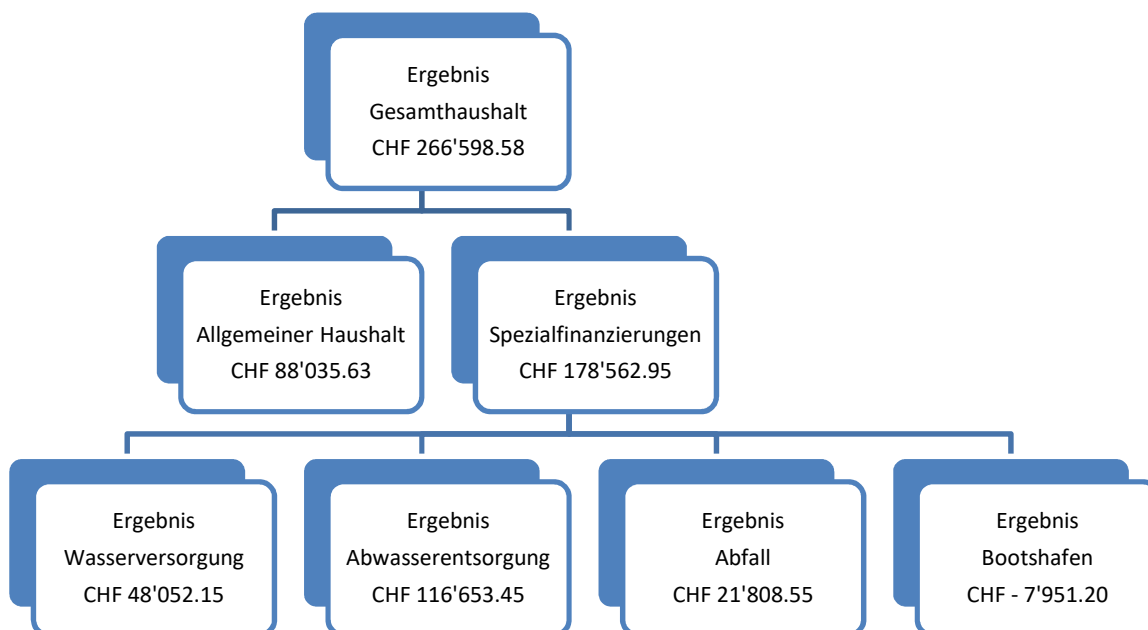 Ergebnis
Gesamthaushalt
CHF 266'598.58
Ergebnis
Allgemeiner Haushalt
CHF 88'035.63
Ergebnis
Spezialfinanzierungen
CHF 178'562.95
Ergebnis
Wasserversorgung
CHF 48'052.15
Ergebnis
Abwasserentsorgung
CHF 116'653.45
Ergebnis
Abfall
CHF 21'808.55
Ergebnis
Bootshafen
CHF - 7'951.20